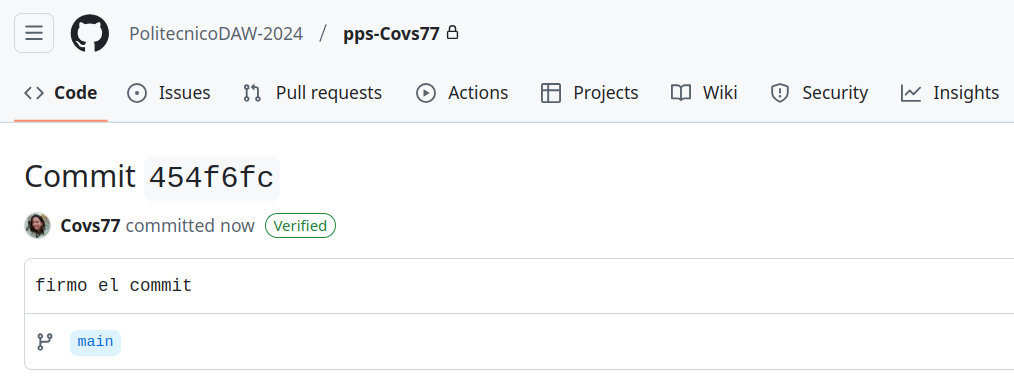 PolitecnicoDAW-2024 / pps-Covs77
Code Issues Pull requests Actions Projects Wiki Security Insights
Commit 454f6fc
Covs77 committed now Verified
firmo el commit
main